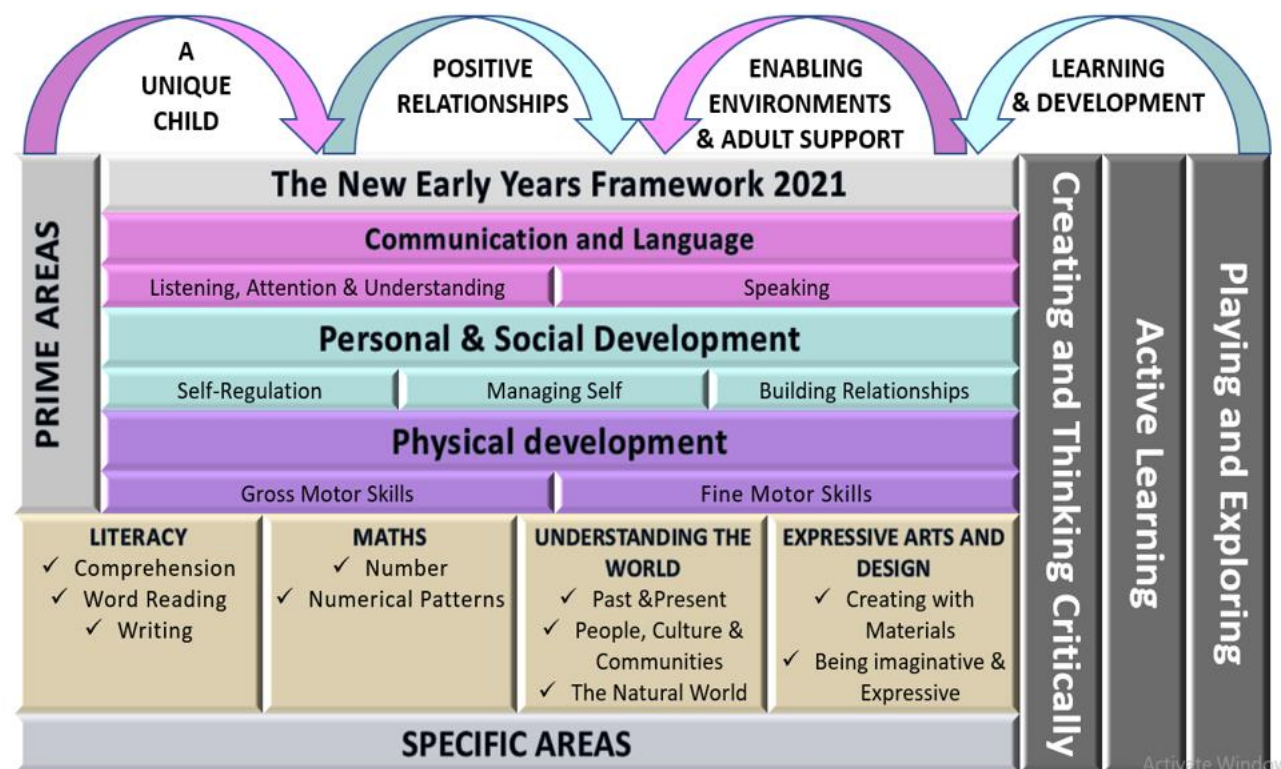 A
UNIQUE
CHILD
POSITIVE
RELATIONSHIPS
ENABLING
ENVIRONMENTS
& ADULT SUPPORT
LEARNING
& DEVELOPMENT
PRIME AREAS
The New Early Years Framework 2021
Communication and Language
Listening, Attention & Understanding
Speaking
Personal & Social Development
Self-Regulation
Managing Self
Building Relationships
Physical development
Gross Motor Skills
Fine Motor Skills
LITERACY
✓ Comprehension
✓ Word Reading
✓ Writing
MATHS
✓ Number
✓ Numerical Patterns
UNDERSTANDING THE
WORLD
✓ Past &Present
✓ People, Culture &
Communities
✓ The Natural World
EXPRESSIVE ARTS AND
DESIGN
✓ Creating with
Materials
✓ Being imaginative &
Expressive
SPECIFIC AREAS
Creating and Thinking Critically
Active Learning
Playing and Exploring
Activate Window